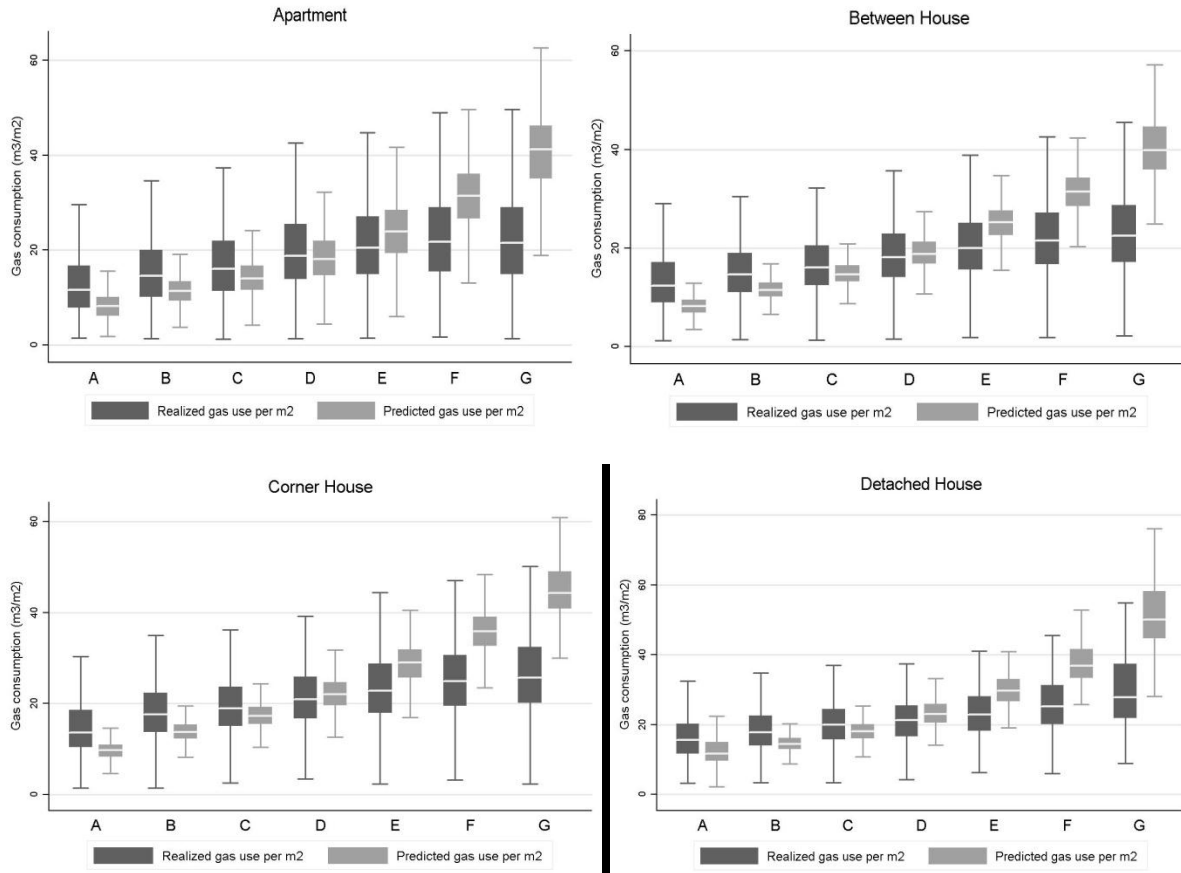 Apartment
Gas consumption (m3/m2)
60
40
20
0
A B C D E F G
Realized gas use per m2 Predicted gas use per m2
Between House
Gas consumption (m3/m2)
60
40
20
0
A B C D E F G
Realized gas use per m2 Predicted gas use per m2
Corner House
Gas consumption (m3/m2)
60
40
20
0
A B C D E F G
Realized gas use per m2 Predicted gas use per m2
Detached House
Gas consumption (m3/m2)
80
60
40
20
0
A B C D E F G
Realized gas use per m2 Predicted gas use per m2